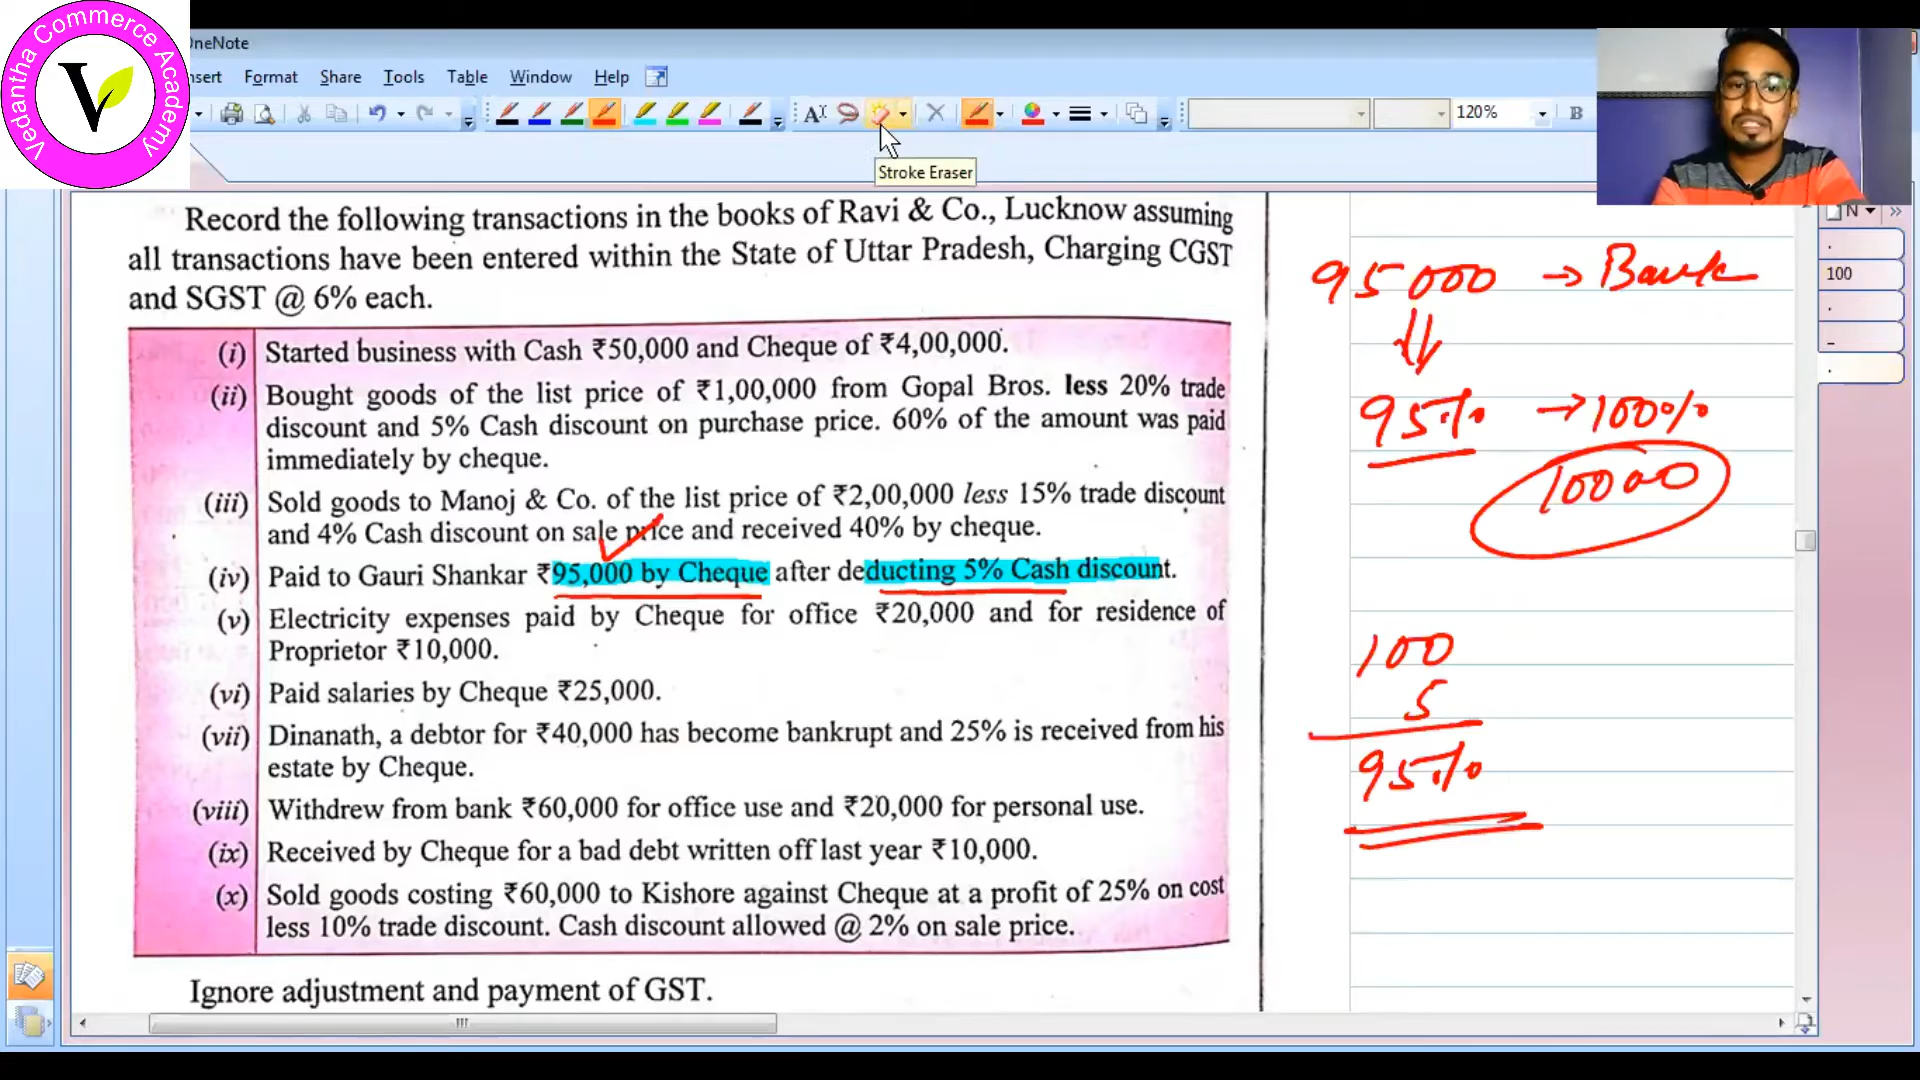 Vedantha Commerce Academy
V
OneNote
nsert Format Share Tools Table Window Help
120% B
Stroke Eraser
N
100
Record the following transactions in the books of Ravi & Co., Lucknow assuming
all transactions have been entered within the State of Uttar Pradesh, Charging CGST
and SGST @ 6% each.
(i) Started business with Cash ₹50,000 and Cheque of ₹4,00,000.
(ii) Bought goods of the list price of ₹1,00,000 from Gopal Bros. less 20% trade
discount and 5% Cash discount on purchase price. 60% of the amount was paid
immediately by cheque.
(iii) Sold goods to Manoj & Co. of the list price of ₹2,00,000 less 15% trade discount
and 4% Cash discount on sale price and received 40% by cheque.
(iv) Paid to Gauri Shankar ₹95,000 by Cheque after deducting 5% Cash discount.
(v) Electricity expenses paid by Cheque for office ₹20,000 and for residence of
Proprietor ₹10,000.
(vi) Paid salaries by Cheque ₹25,000.
(vii) Dinanath, a debtor for ₹40,000 has become bankrupt and 25% is received from his
estate by Cheque.
(viii) Withdrew from bank ₹60,000 for office use and ₹20,000 for personal use.
(ix) Received by Cheque for a bad debt written off last year ₹10,000.
(x) Sold goods costing ₹60,000 to Kishore against Cheque at a profit of 25% on cost
less 10% trade discount. Cash discount allowed @ 2% on sale price.
Ignore adjustment and payment of GST.
95000 → Bank
95% → 100%
100
5
95%